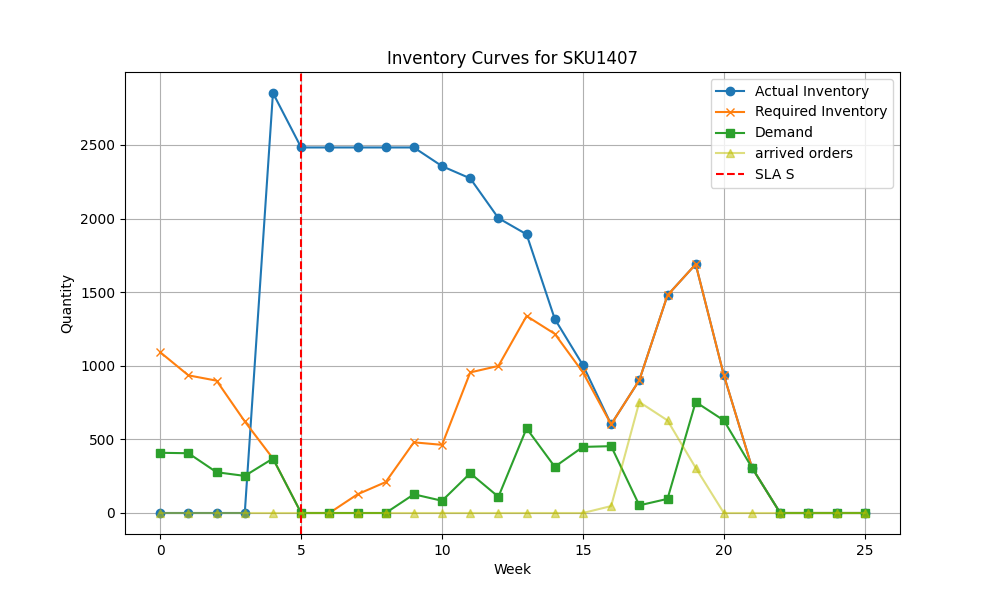 Inventory Curves for SKU1407
Actual Inventory
Required Inventory
Demand
arrived orders
SLA S
Quantity
2500
2000
1500
1000
500
0
0 5 10 15 20 25
Week